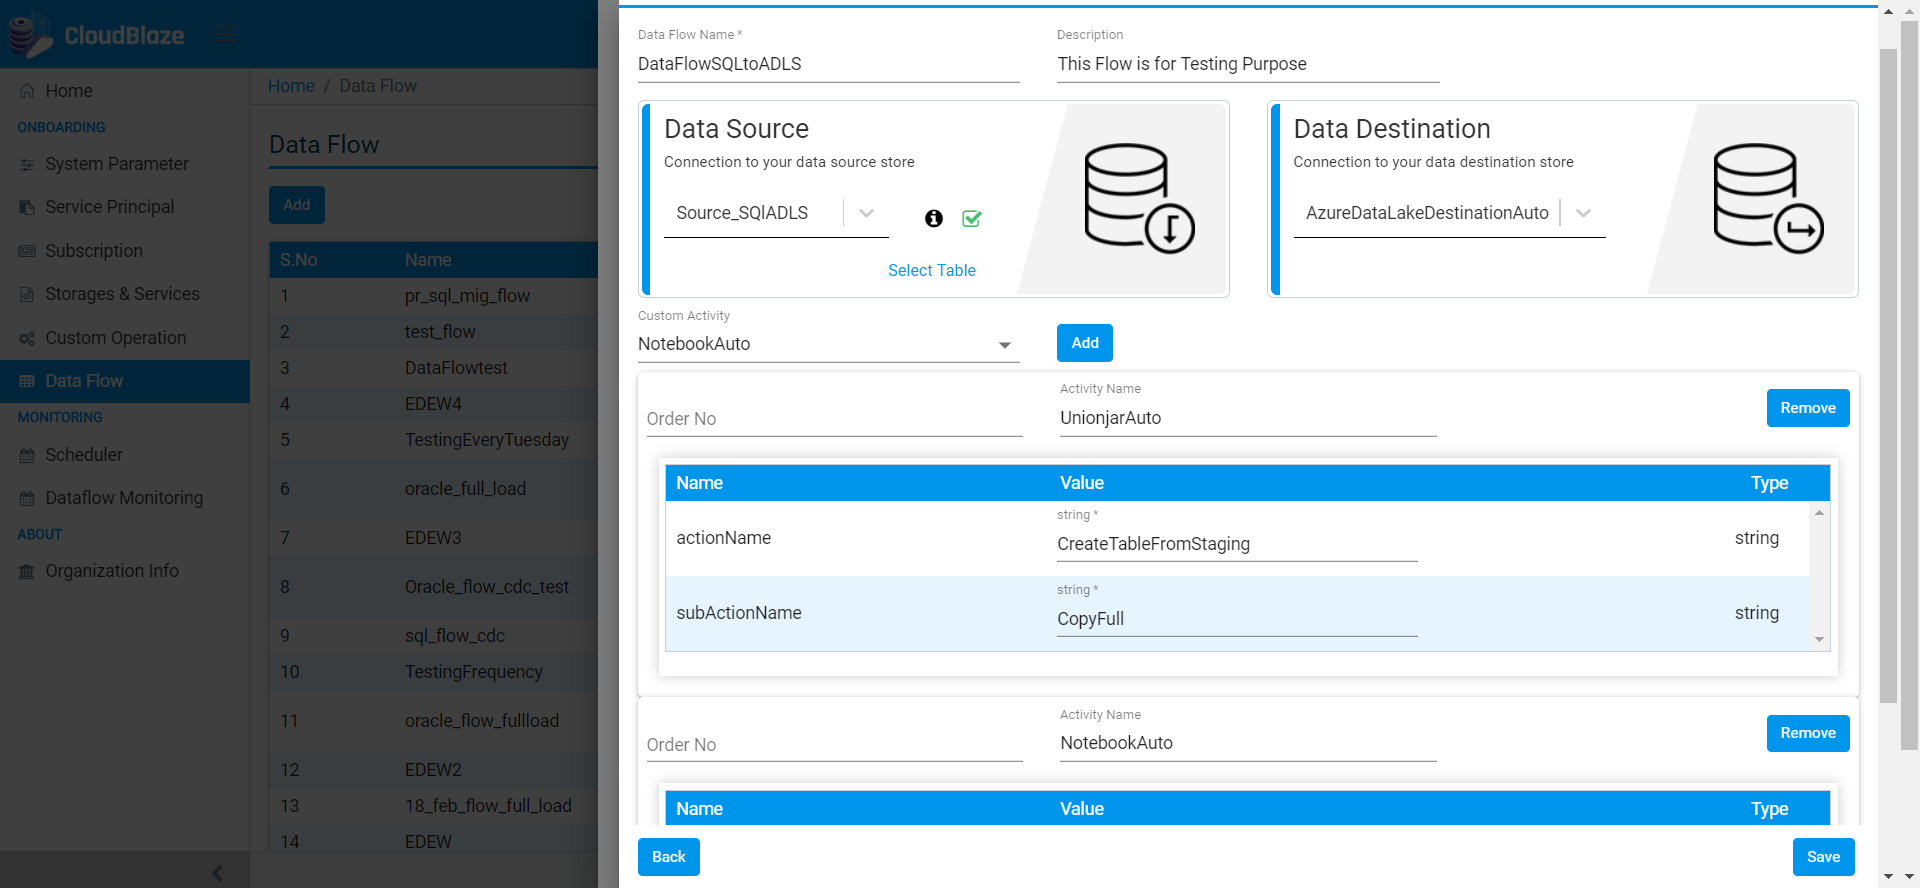 CloudBlaze
Home
ONBOARDING
System Parameter
Service Principal
Subscription
Storages & Services
Custom Operation
Data Flow
MONITORING
Scheduler
Dataflow Monitoring
ABOUT
Organization Info
Home / Data Flow
Data Flow
Add
S.No Name
1 pr_sql_mig_flow
2 test_flow
3 DataFlowtest
4 EDEW4
5 TestingEveryTuesday
6 oracle_full_load
7 EDEW3
8 Oracle_flow_cdc_test
9 sql_flow_cdc
10 TestingFrequency
11 oracle_flow_fullload
12 EDEW2
13 18_feb_flow_full_load
14 EDEW
Data Flow Name * Description
DataFlowSQLtoADLS This Flow is for Testing Purpose
Data Source
Connection to your data source store
Source_SQlADLS
Select Table
Data Destination
Connection to your data destination store
AzureDataLakeDestinationAuto
Custom Activity
NotebookAuto Add
Activity Name
Order No UnionjarAuto Remove
Name Value Type
string *
actionName CreateTableFromStaging string
string *
subActionName CopyFull string
Activity Name
Order No NotebookAuto Remove
Name Value Type
Back Save